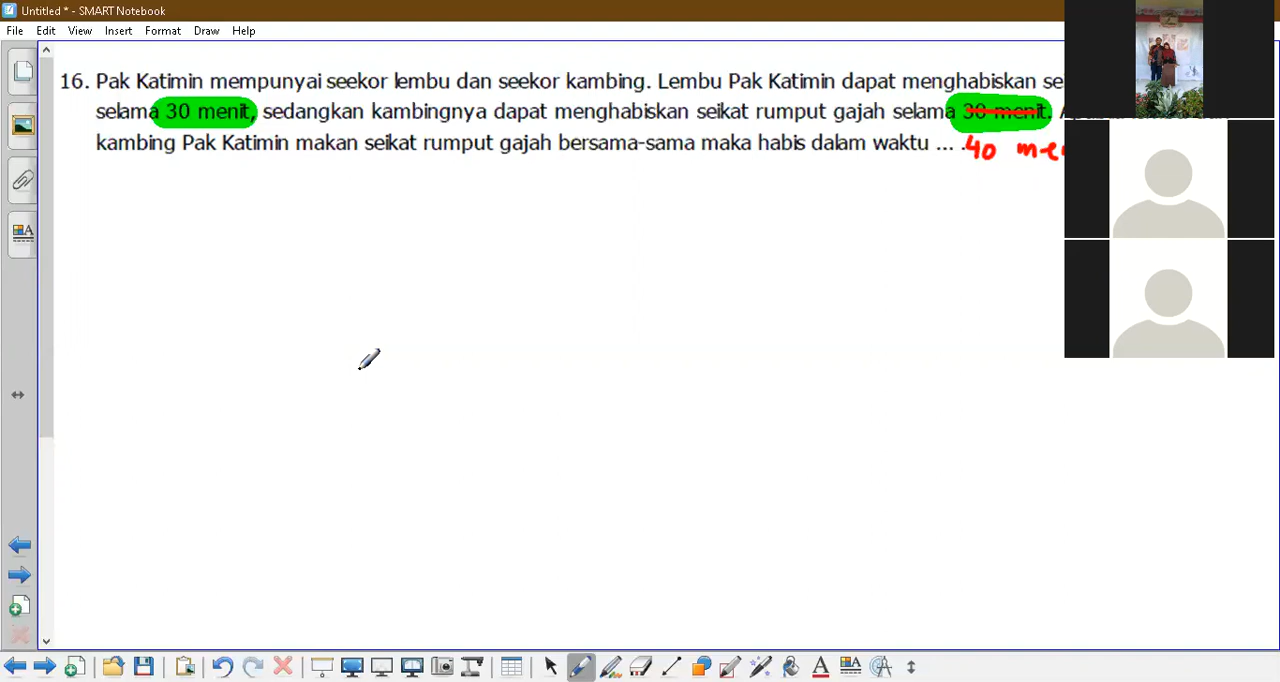 Untitled * - SMART Notebook
File Edit View Insert Format Draw Help
16. Pak Katimin mempunyai seekor lembu dan seekor kambing. Lembu Pak Katimin dapat menghabiskan
selama 30 menit, sedangkan kambingnya dapat menghabiskan seikat rumput gajah selama 30 menit.
kambing Pak Katimin makan seikat rumput gajah bersama-sama maka habis dalam waktu ... .
40